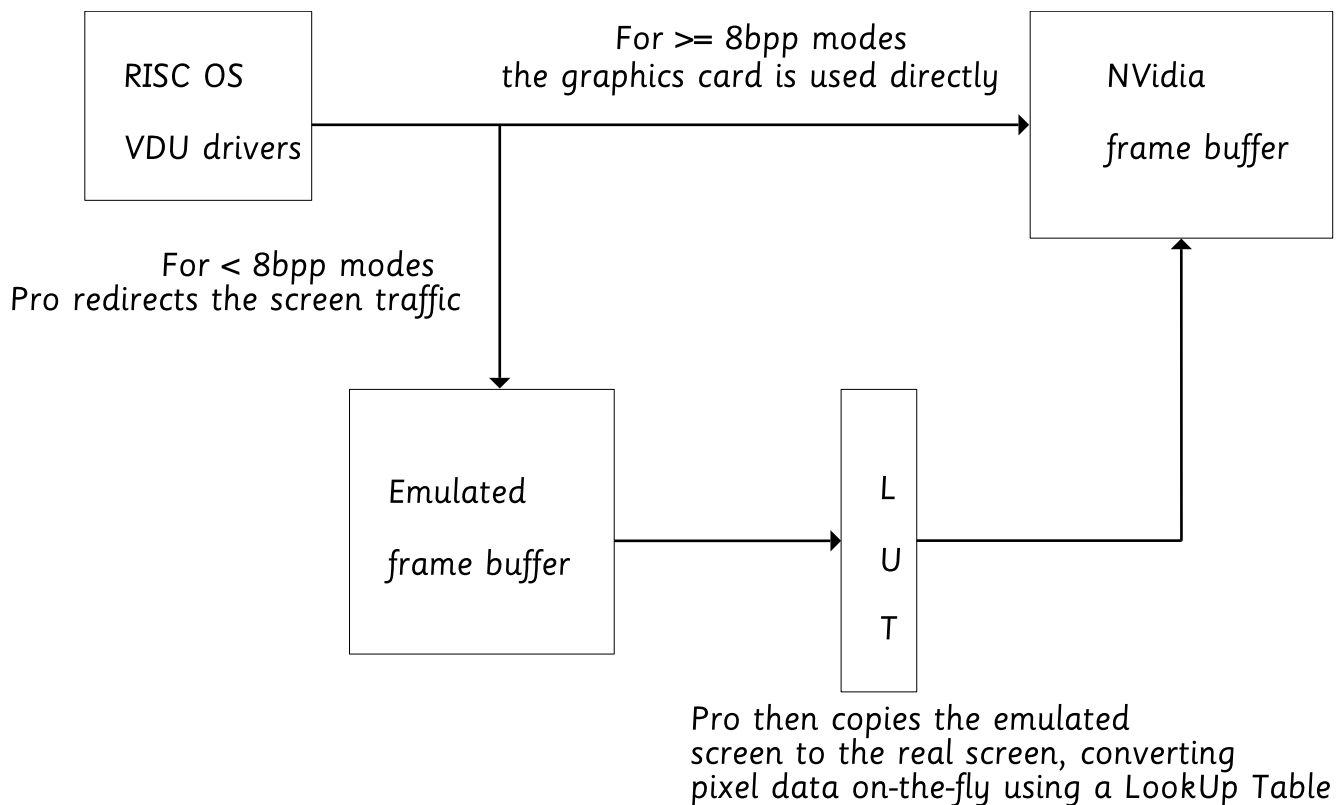 RISC OS
VDU drivers
For >= 8bpp modes
the graphics card is used directly
NVidia
frame buffer
For < 8bpp modes
Pro redirects the screen traffic
Emulated
frame buffer
L
U
T
Pro then copies the emulated
screen to the real screen, converting
pixel data on-the-fly using a LookUp Table